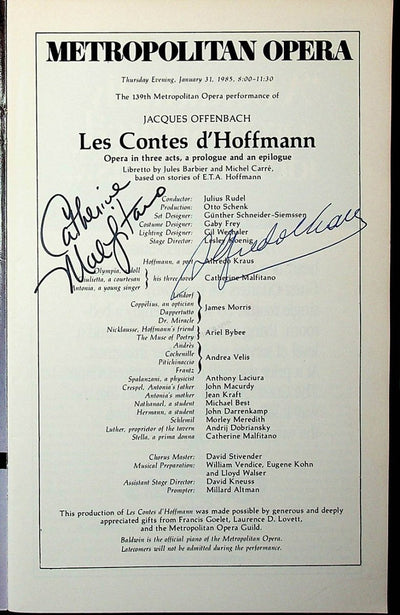 METROPOLITAN OPERA
Thursday Evening, January 31, 1985, 8:00–11:30
The 139th Metropolitan Opera performance of
JACQUES OFFENBACH
Les Contes d'Hoffmann
Opera in three acts, a prologue and an epilogue
Libretto by Jules Barbier and Michel Carré,
based on stories of E.T.A. Hoffmann
Catherine
Malfitano
Alfredo Kraus
Conductor: Julius Rudel
Production: Otto Schenk
Set Designer: Günther Schneider-Siemssen
Costume Designer: Gaby Frey
Lighting Designer: Gil Wechsler
Stage Director: Lesley Koenig
Hoffmann, a poet Alfredo Kraus
Olympia, a doll
Giulietta, a courtesan
Antonia, a young singer
his three loves Catherine Malfitano
Lindorf
Coppélius, an optician
Dappertutto
Dr. Miracle
James Morris
Nicklausse, Hoffmann's friend
The Muse of Poetry
Ariel Bybee
Andrès
Cochenille
Pitichinaccio
Frantz
Andrea Velis
Spalanzani, a physicist Anthony Laciura
Crespel, Antonia's father John Macurdy
Antonia's mother Jean Kraft
Nathanael, a student Michael Best
Hermann, a student John Darrenkamp
Schlemil Morley Meredith
Luther, proprietor of the tavern Andrij Dobriansky
Stella, a prima donna Catherine Malfitano
Chorus Master: David Stivender
Musical Preparation: William Vendice, Eugene Kohn
and Lloyd Walser
Assistant Stage Director: David Kneuss
Prompter: Millard Altman
This production of Les Contes d'Hoffmann was made possible by generous and deeply
appreciated gifts from Francis Goelet, Laurence D. Lovett,
and the Metropolitan Opera Guild.
Baldwin is the official piano of the Metropolitan Opera.
Latecomers will not be admitted during the performance.